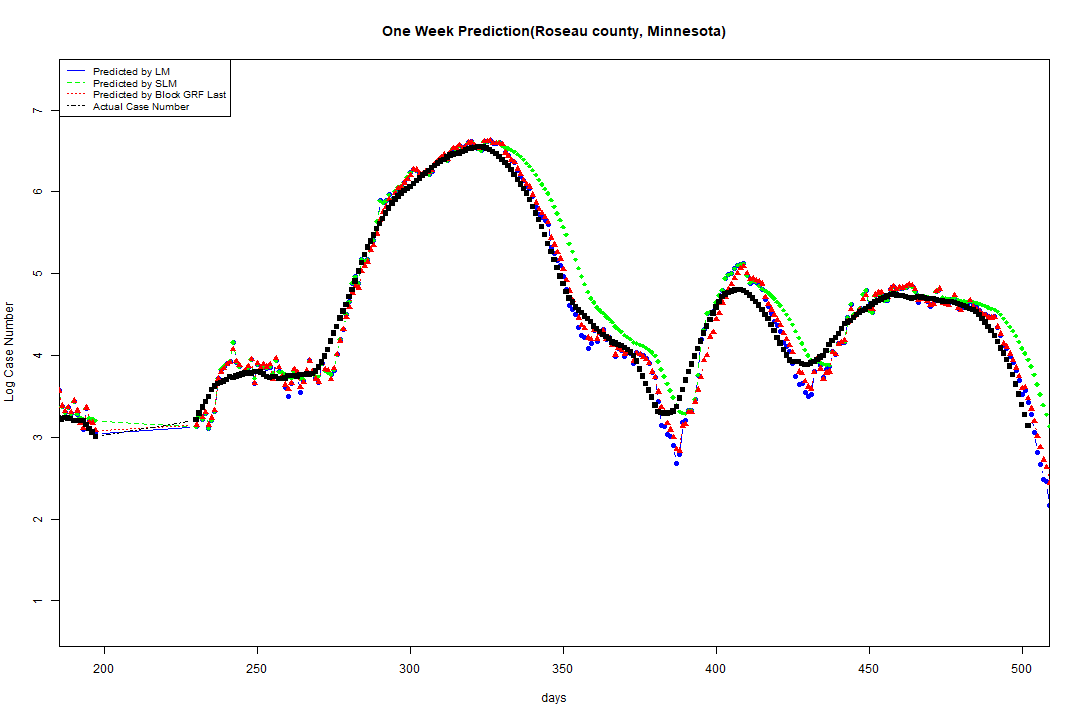 One Week Prediction(Roseau county, Minnesota)
Predicted by LM
Predicted by SLM
Predicted by Block GRF Last
Actual Case Number
7
6
5
4
3
2
1
Log Case Number
200 250 300 350 400 450 500
days